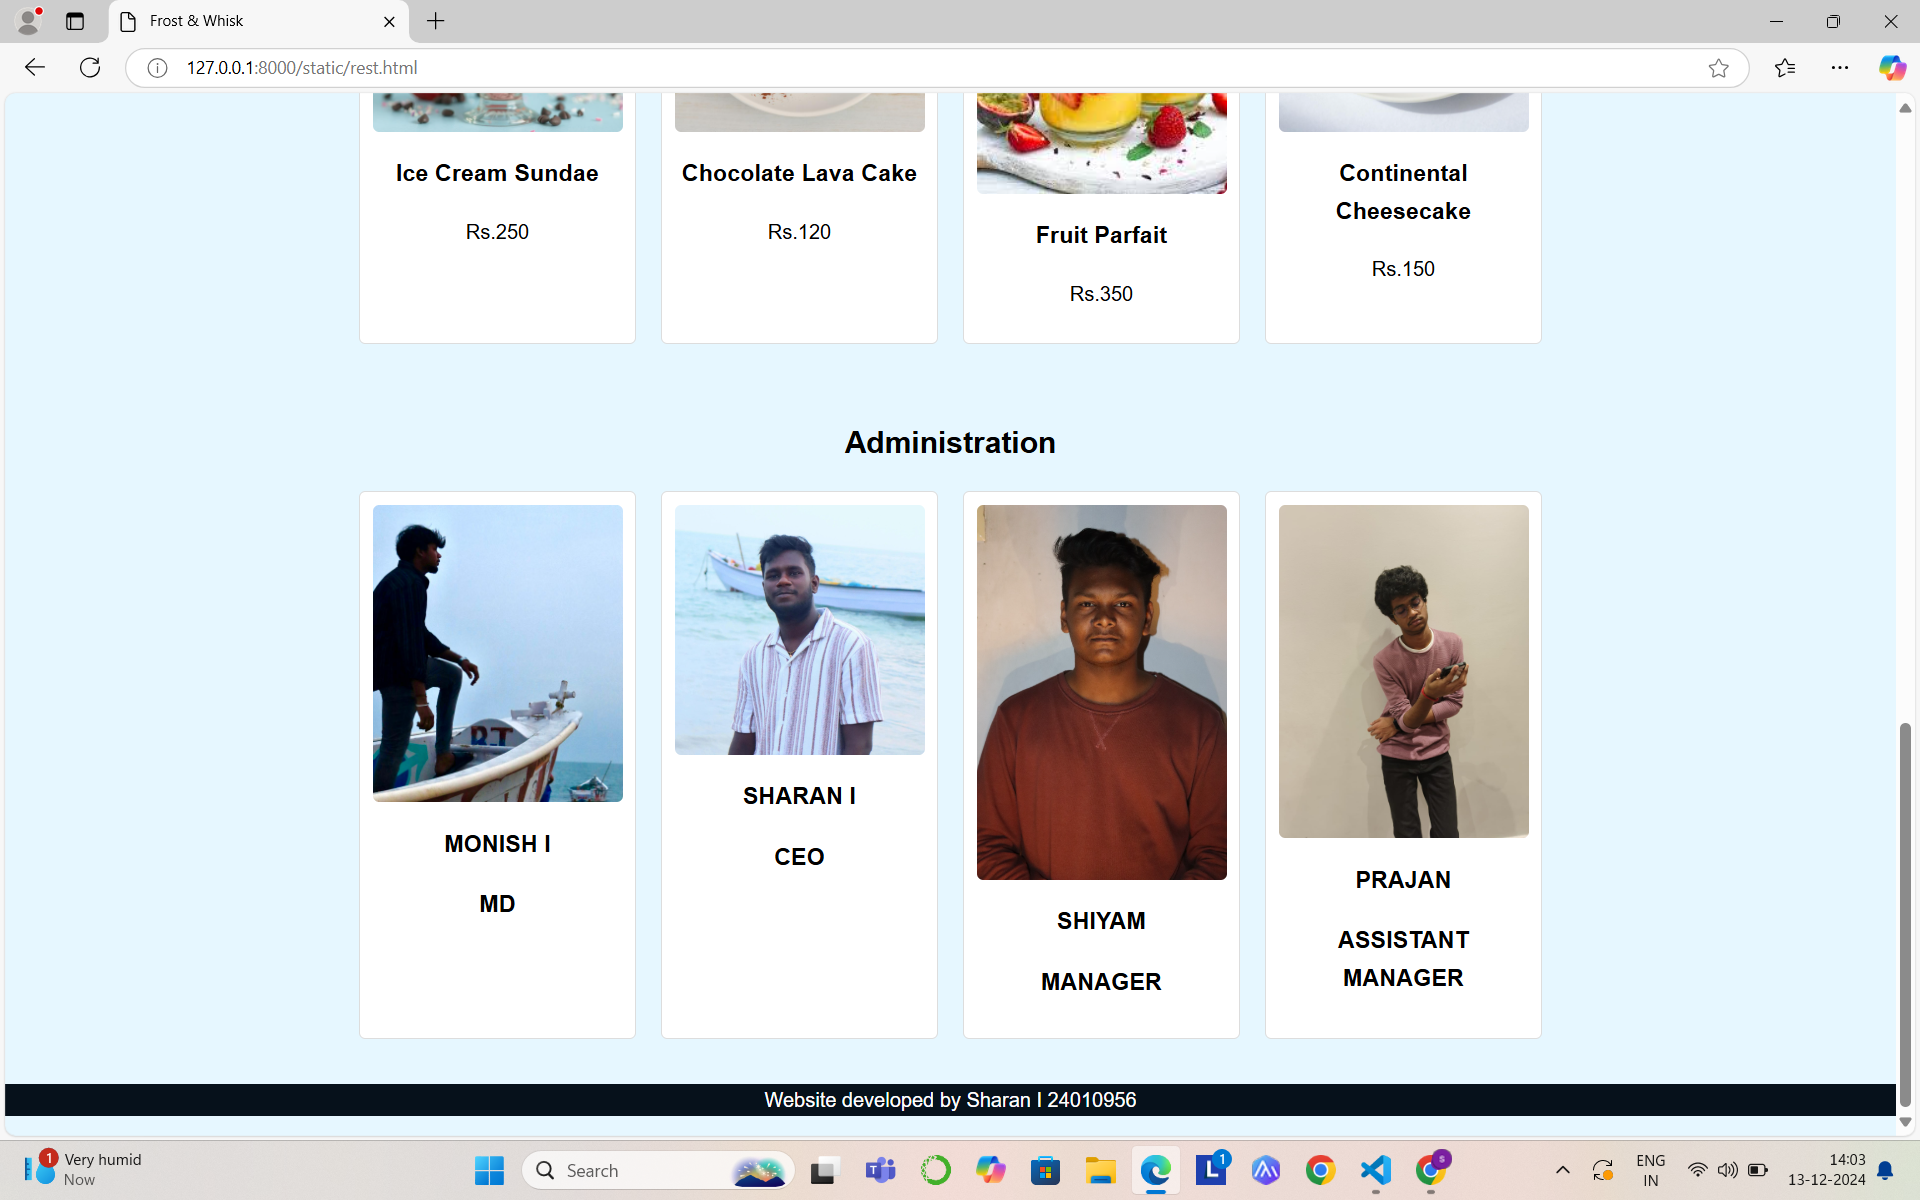 Frost & Whisk
127.0.0.1:8000/static/rest.html
Ice Cream Sundae
Rs.250
Chocolate Lava Cake
Rs.120
Fruit Parfait
Rs.350
Continental
Cheesecake
Rs.150
Administration
BT
MONISH I
MD
SHARAN I
CEO
SHIYAM
MANAGER
PRAJAN
ASSISTANT
MANAGER
Website developed by Sharan I 24010956
1
Very humid
Now
Search
L
1
S
ENG
IN
14:03
13-12-2024